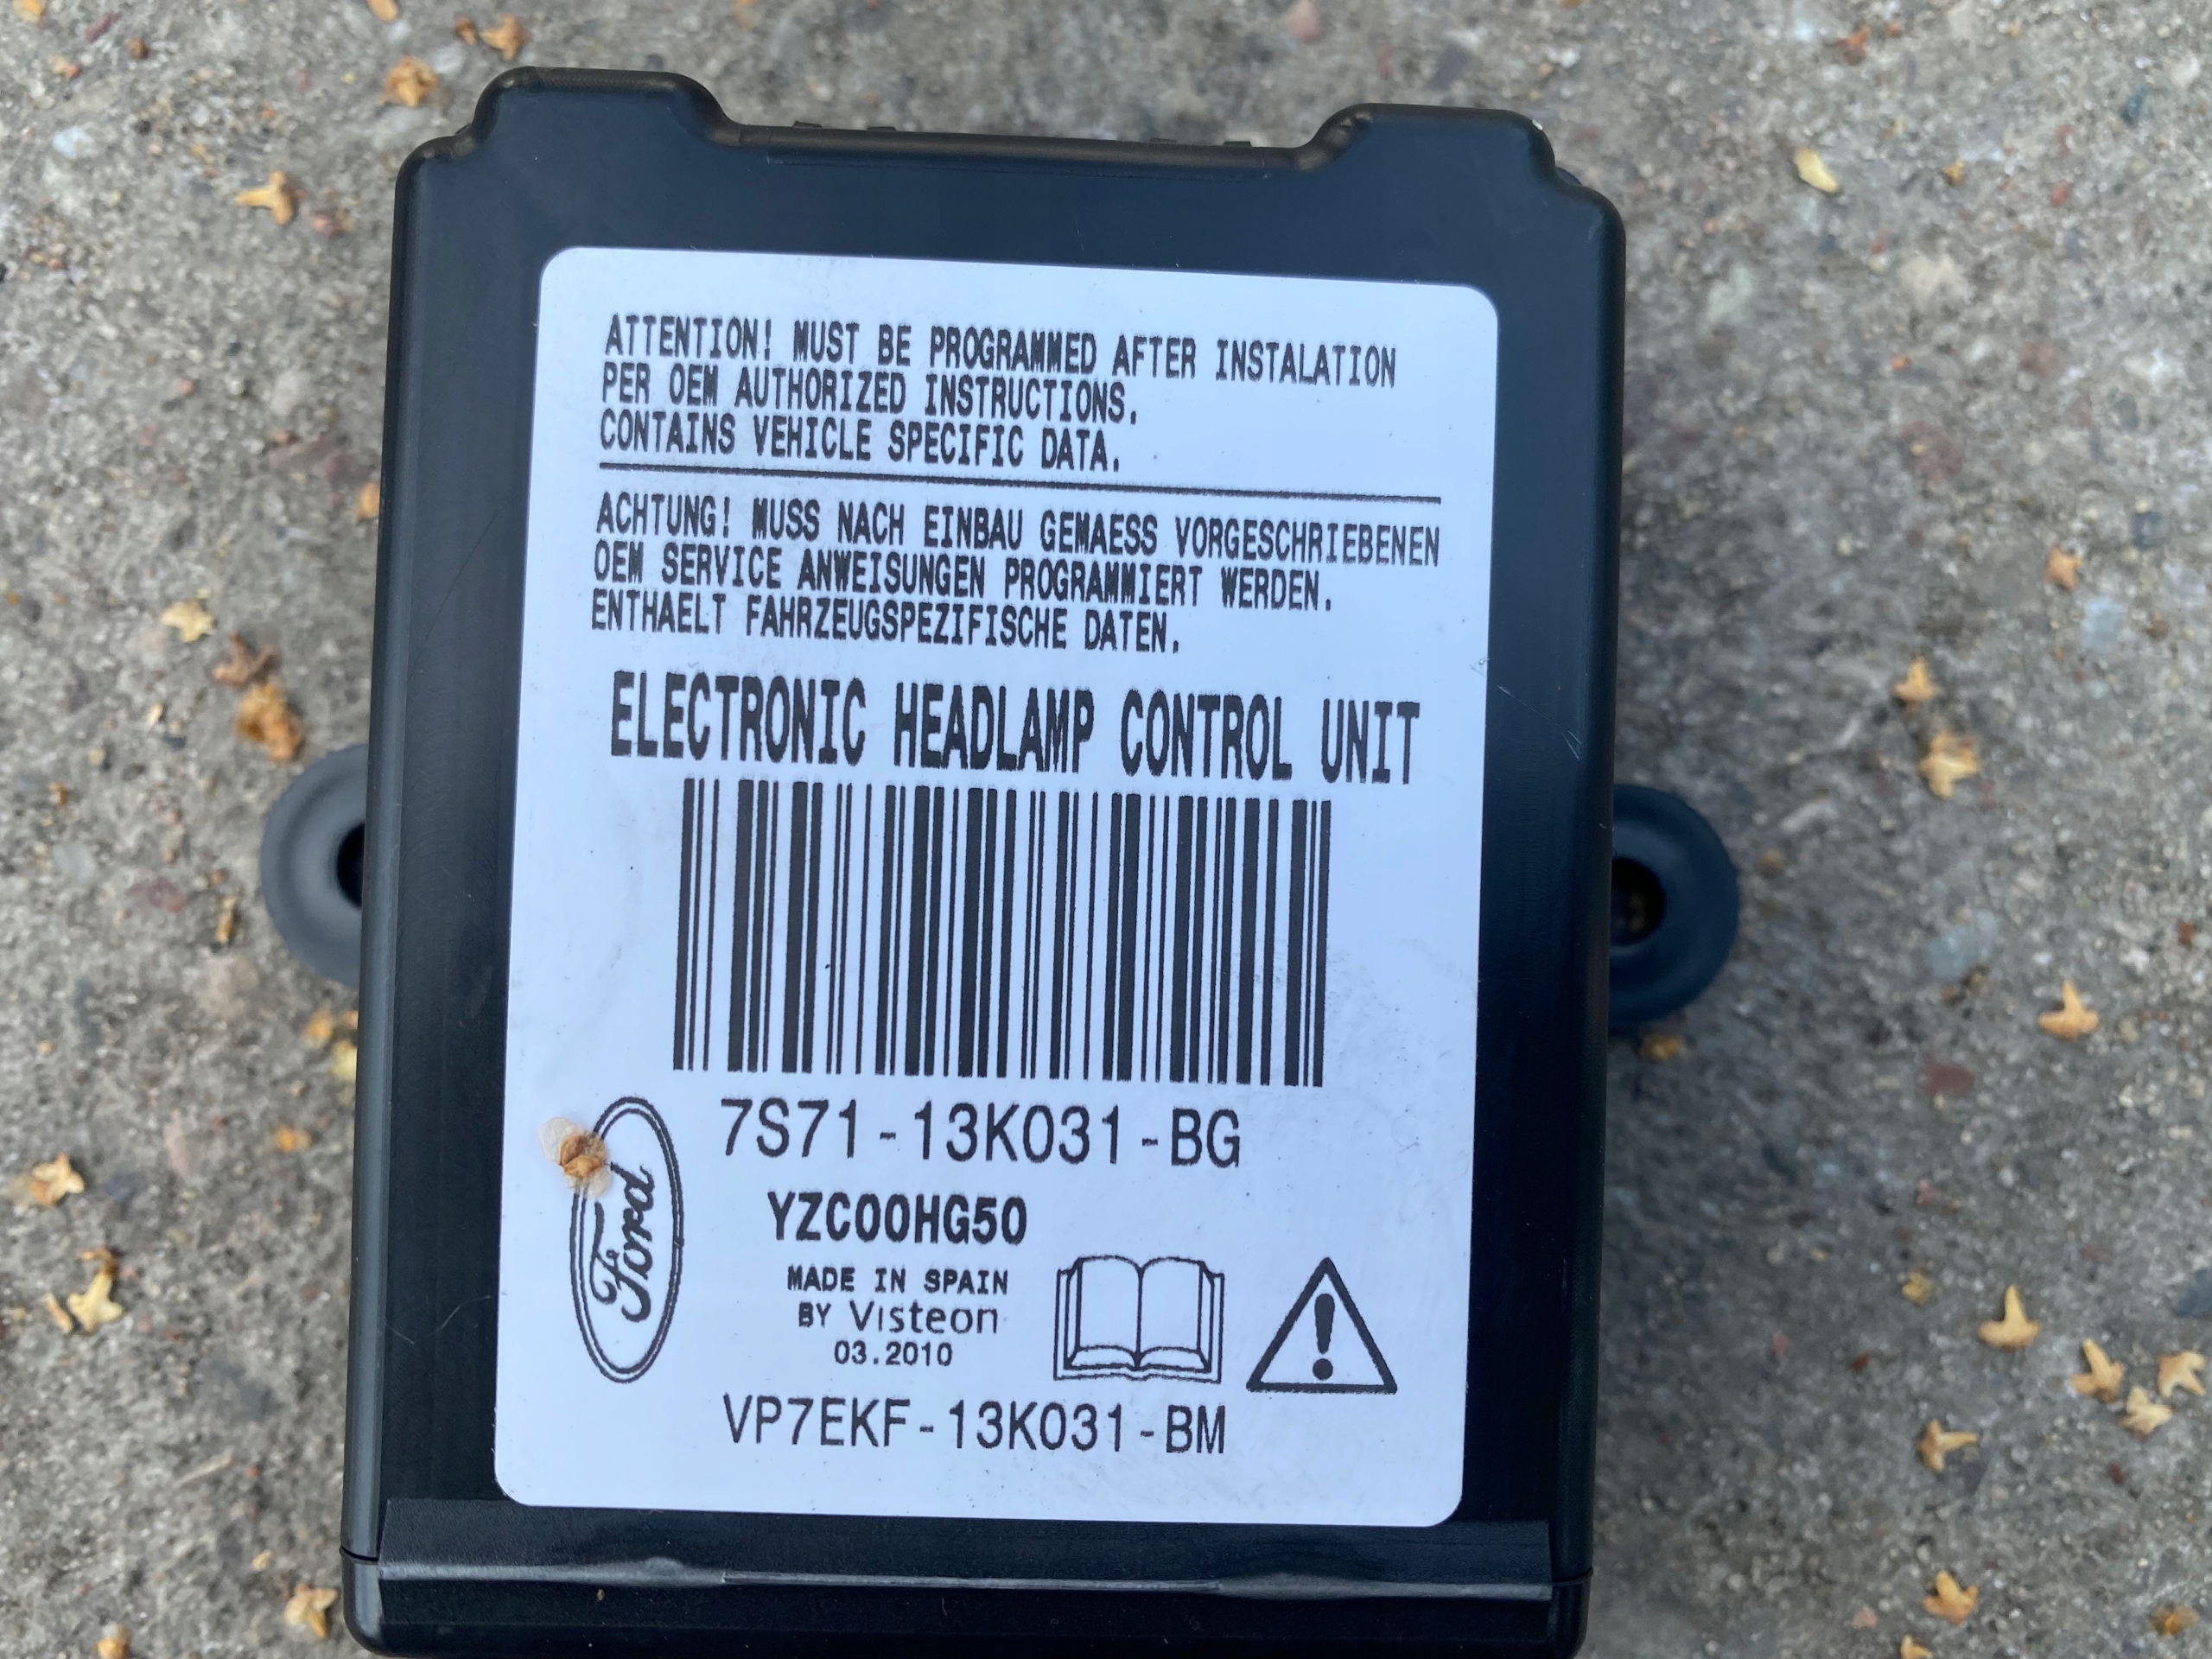 ATTENTION! MUST BE PROGRAMMED AFTER INSTALATION
PER OEM AUTHORIZED INSTRUCTIONS.
CONTAINS VEHICLE SPECIFIC DATA.
ACHTUNG! MUSS NACH EINBAU GEMAESS VORGESCHRIEBENEN
OEM SERVICE ANWEISUNGEN PROGRAMMIERT WERDEN.
ENTHAELT FAHRZEUGSPEZIFISCHE DATEN.
ELECTRONIC HEADLAMP CONTROL UNIT
7S71-13K031-BG
Ford
YZC00HG50
MADE IN SPAIN
BY Visteon
03.2010
VP7EKF-13K031-BM